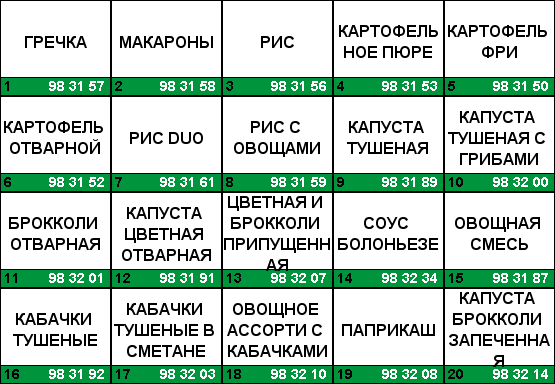 ГРЕЧКА
1 98 31 57
МАКАРОНЫ
2 98 31 58
РИС
3 98 31 56
КАРТОФЕЛЬ
НОЕ ПЮРЕ
4 98 31 53
КАРТОФЕЛЬ
ФРИ
5 98 31 50
КАРТОФЕЛЬ
ОТВАРНОЙ
6 98 31 52
РИС DUO
7 98 31 61
РИС С
ОВОЩАМИ
8 98 31 59
КАПУСТА
ТУШЕНАЯ
9 98 31 89
КАПУСТА
ТУШЕНАЯ С
ГРИБАМИ
10 98 32 00
БРОККОЛИ
ОТВАРНАЯ
11 98 32 01
КАПУСТА
ЦВЕТНАЯ
ОТВАРНАЯ
12 98 31 91
ЦВЕТНАЯ И
БРОККОЛИ
ПРИПУЩЕНН
АЯ
13 98 32 07
СОУС
БОЛОНЬЕЗЕ
14 98 32 34
ОВОЩНАЯ
СМЕСЬ
15 98 31 87
КАБАЧКИ
ТУШЕНЫЕ
16 98 31 92
КАБАЧКИ
ТУШЕНЫЕ В
СМЕТАНЕ
17 98 32 03
ОВОЩНОЕ
АССОРТИ С
КАБАЧКАМИ
18 98 32 10
ПАПРИКАШ
19 98 32 08
КАПУСТА
БРОККОЛИ
ЗАПЕЧЕННА
Я
20 98 32 14